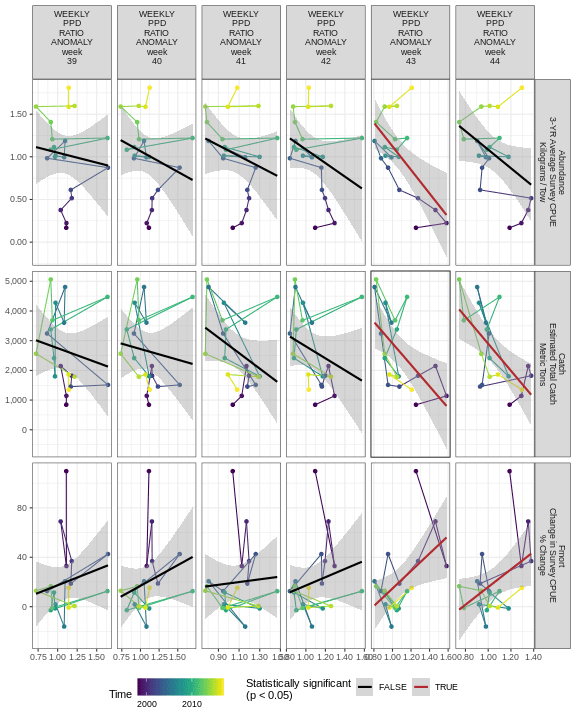 WEEKLY
PPD
RATIO
ANOMALY
week
39
WEEKLY
PPD
RATIO
ANOMALY
week
40
WEEKLY
PPD
RATIO
ANOMALY
week
41
WEEKLY
PPD
RATIO
ANOMALY
week
42
WEEKLY
PPD
RATIO
ANOMALY
week
43
WEEKLY
PPD
RATIO
ANOMALY
week
44
1.50
1.00
0.50
0.00
Abundance
3-YR Average Survey CPUE
Kilograms / Tow
5,000
4,000
3,000
2,000
1,000
0
Catch
Estimated Total Catch
Metric Tons
80
40
0
Fmort
Change in Survey CPUE
% Change
0.75 1.00 1.25 1.50
0.75 1.00 1.25 1.50
0.90 1.10 1.30
0.80 1.00 1.20 1.40
0.80 1.00 1.20 1.40 1.60
0.80 1.00 1.20 1.40
Time
2000 2010
Statistically significant
(p < 0.05)
FALSE
TRUE